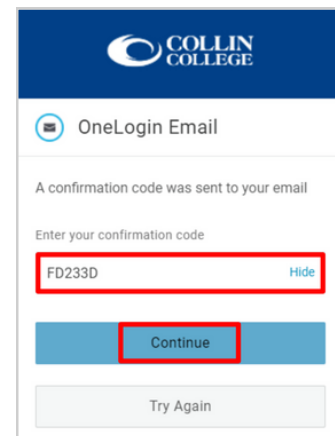 COLLIN
COLLEGE
OneLogin Email
A confirmation code was sent to your email
Enter your confirmation code
FD233D Hide
Continue
Try Again